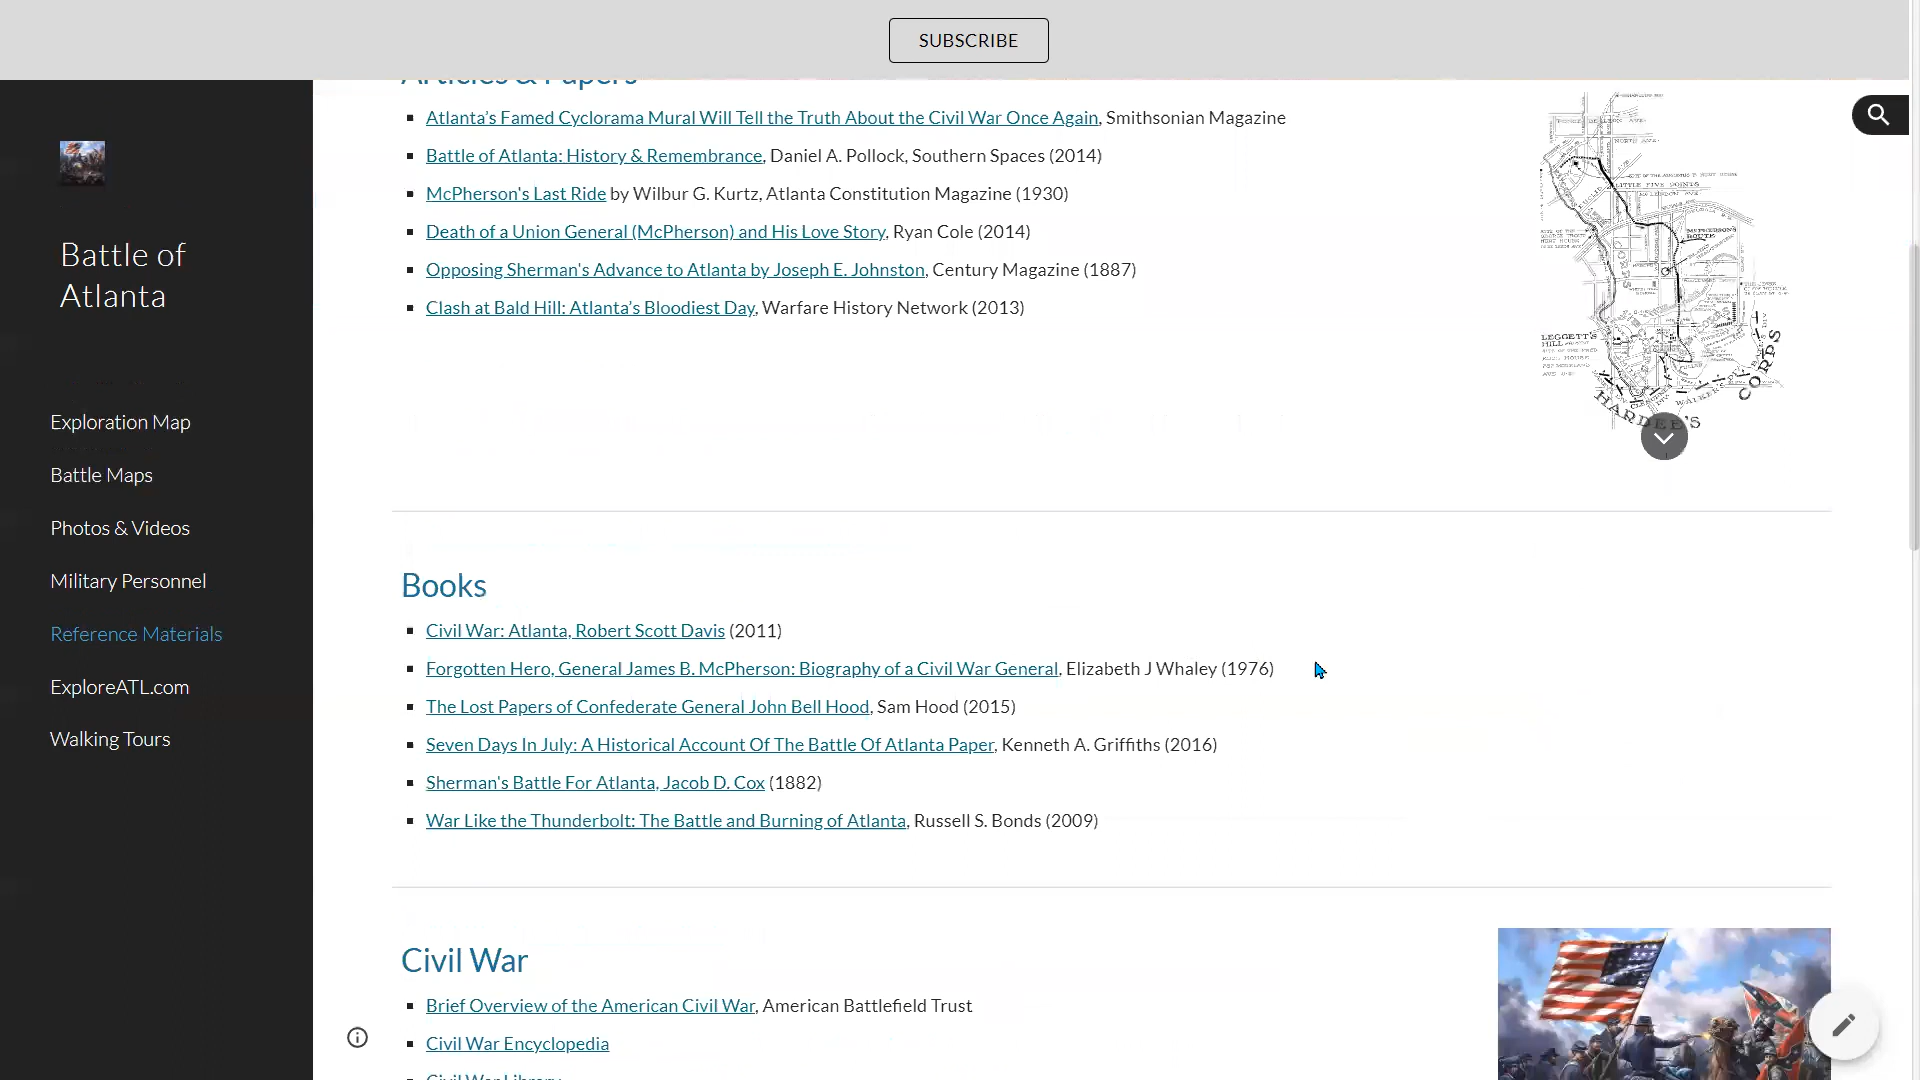 SUBSCRIBE
Articles & Papers
Atlanta's Famed Cyclorama Mural Will Tell the Truth About the Civil War Once Again, Smithsonian Magazine
Battle of Atlanta: History & Remembrance, Daniel A. Pollock, Southern Spaces (2014)
McPherson's Last Ride by Wilbur G. Kurtz, Atlanta Constitution Magazine (1930)
Death of a Union General (McPherson) and His Love Story, Ryan Cole (2014)
Opposing Sherman's Advance to Atlanta by Joseph E. Johnston, Century Magazine (1887)
Clash at Bald Hill: Atlanta's Bloodiest Day, Warfare History Network (2013)
NORTH AVE.
LITTLE FIVE POINTS
McPHERSON'S
ROUTE
LEGGETT'S
HILL
HARDEE'S
CORPS
Battle of
Atlanta
Exploration Map
Battle Maps
Photos & Videos
Military Personnel
Reference Materials
ExploreATL.com
Walking Tours
Books
Civil War: Atlanta, Robert Scott Davis (2011)
Forgotten Hero, General James B. McPherson: Biography of a Civil War General, Elizabeth J Whaley (1976)
The Lost Papers of Confederate General John Bell Hood, Sam Hood (2015)
Seven Days In July: A Historical Account Of The Battle Of Atlanta Paper, Kenneth A. Griffiths (2016)
Sherman's Battle For Atlanta, Jacob D. Cox (1882)
War Like the Thunderbolt: The Battle and Burning of Atlanta, Russell S. Bonds (2009)
Civil War
Brief Overview of the American Civil War, American Battlefield Trust
Civil War Encyclopedia
Civil War Library